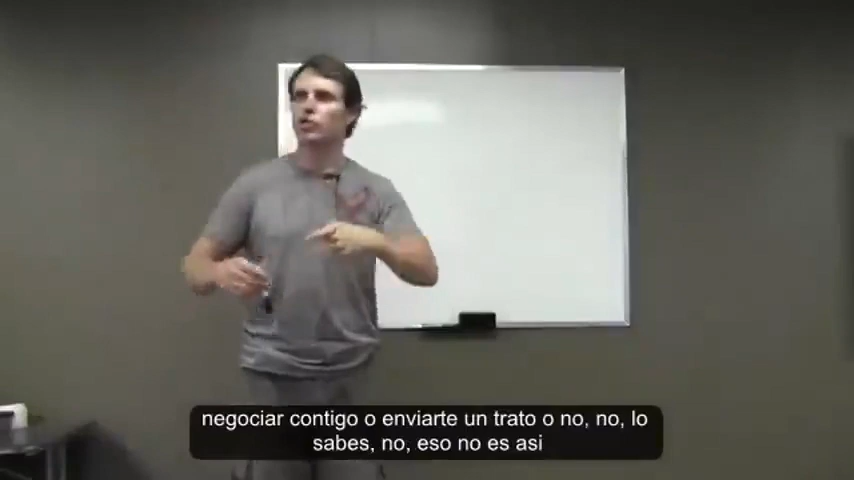 negociar contigo o enviarte un trato o no, no, lo
sabes, no, eso no es asi